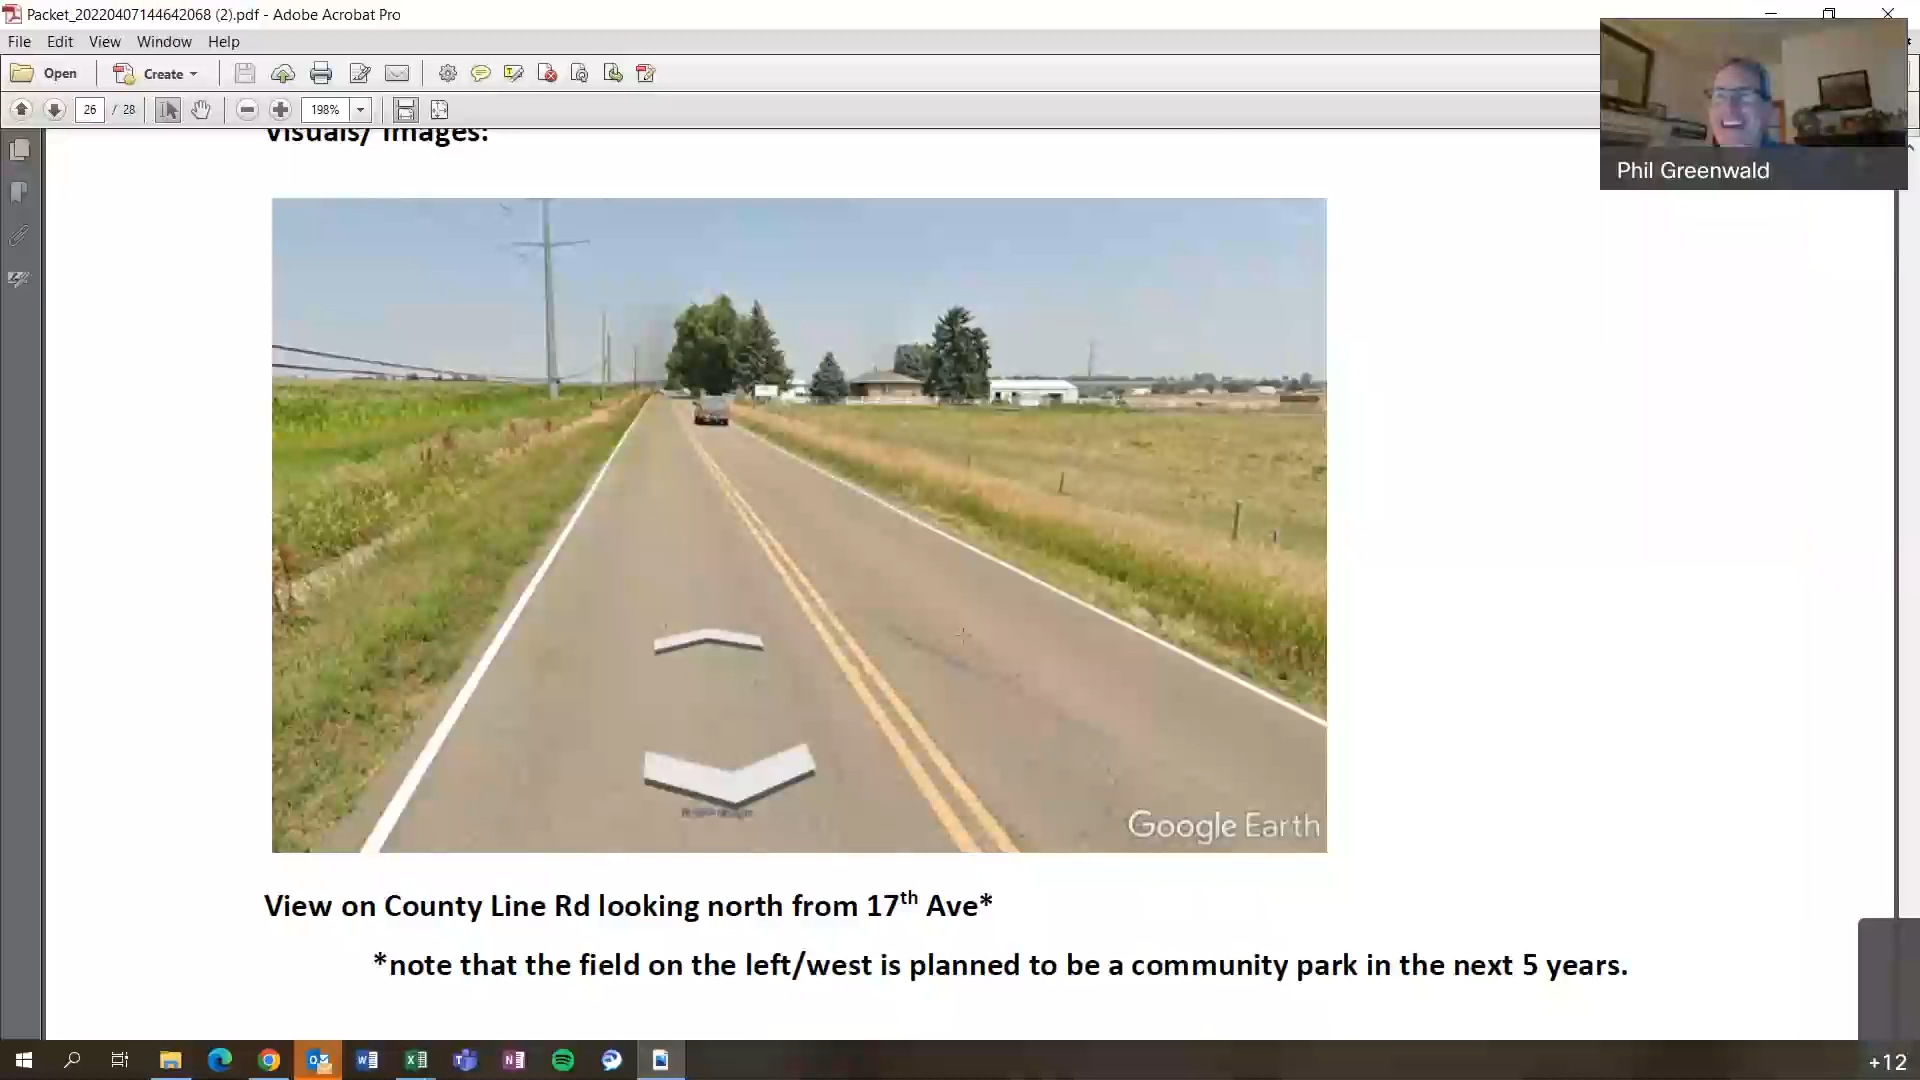 Packet_20220407144642068 (2).pdf - Adobe Acrobat Pro
File Edit View Window Help
Open Create
26 / 28 198%
Visuals/ Images:
Phil Greenwald
Google Earth
View on County Line Rd looking north from 17th Ave*
*note that the field on the left/west is planned to be a community park in the next 5 years.
+12